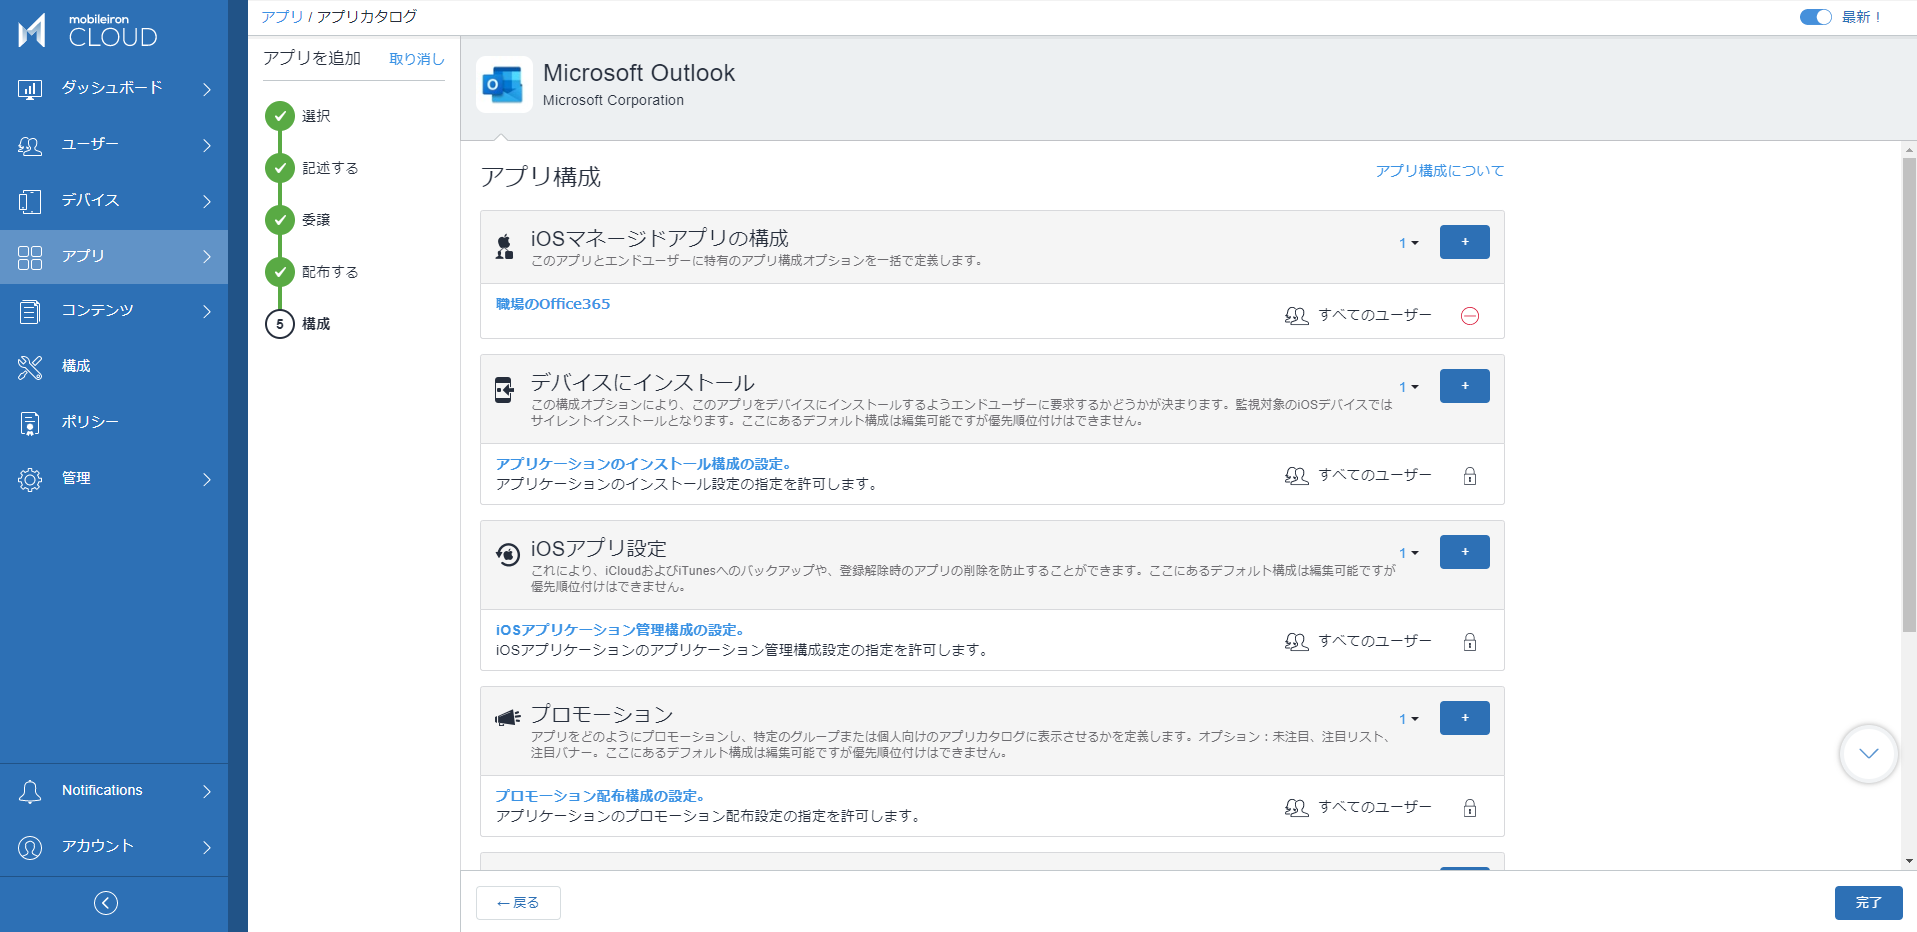 mobileiron
CLOUD
ダッシュボード
ユーザー
デバイス
アプリ
コンテンツ
構成
ポリシー
管理
Notifications
アカウント
アプリ / アプリカタログ
最新！
アプリを追加
取り消し
選択
記述する
委譲
配布する
5 構成
Microsoft Outlook
Microsoft Corporation
アプリ構成
アプリ構成について
iOSマネージドアプリの構成
このアプリとエンドユーザーに特有のアプリ構成オプションを一括で定義します。
1
+
職場のOffice365
すべてのユーザー
デバイスにインストール
この構成オプションにより、このアプリをデバイスにインストールするようエンドユーザーに要求するかどうかが決まります。監視対象のiOSデバイスでは
サイレントインストールとなります。ここにあるデフォルト構成は編集可能ですが優先順位付けはできません。
1
+
アプリケーションのインストール構成の設定。
アプリケーションのインストール設定の指定を許可します。
すべてのユーザー
iOSアプリ設定
これにより、iCloudおよびiTunesへのバックアップや、登録解除時のアプリの削除を防止することができます。ここにあるデフォルト構成は編集可能ですが
優先順位付けはできません。
1
+
iOSアプリケーション管理構成の設定。
iOSアプリケーションのアプリケーション管理構成設定の指定を許可します。
すべてのユーザー
プロモーション
アプリをどのようにプロモーションし、特定のグループまたは個人向けのアプリカタログに表示させるかを定義します。オプション：未注目、注目リスト、
注目バナー。ここにあるデフォルト構成は編集可能ですが優先順位付けはできません。
1
+
プロモーション配布構成の設定。
アプリケーションのプロモーション配布設定の指定を許可します。
すべてのユーザー
←戻る
完了